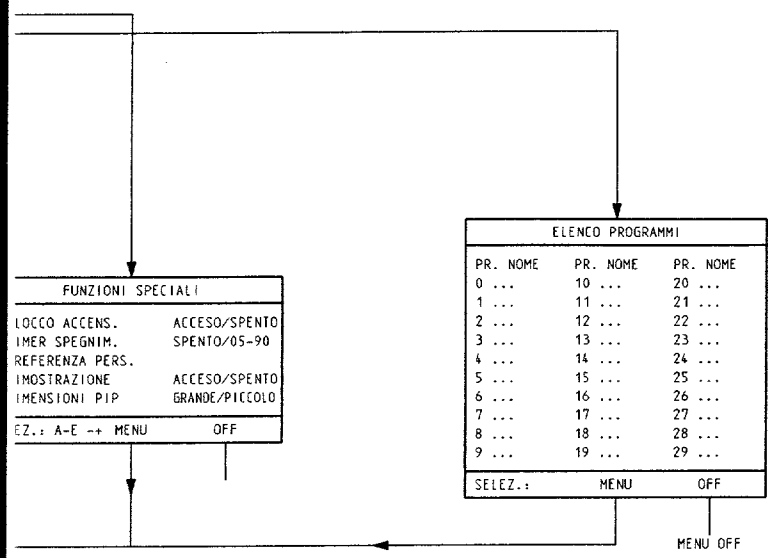 FUNZIONI SPECIALI
LOCCO ACCENS. ACCESO/SPENTO
IMER SPEGNIM. SPENTO/05-90
REFERENZA PERS.
IMOSTRAZIONE ACCESO/SPENTO
IMENSIONI PIP GRANDE/PICCOLO
EZ.: A-E -+ MENU OFF
ELENCO PROGRAMMI
PR. NOME PR. NOME PR. NOME
0 ... 10 ... 20 ...
1 ... 11 ... 21 ...
2 ... 12 ... 22 ...
3 ... 13 ... 23 ...
4 ... 14 ... 24 ...
5 ... 15 ... 25 ...
6 ... 16 ... 26 ...
7 ... 17 ... 27 ...
8 ... 18 ... 28 ...
9 ... 19 ... 29 ...
SELEZ.: MENU OFF
MENU OFF